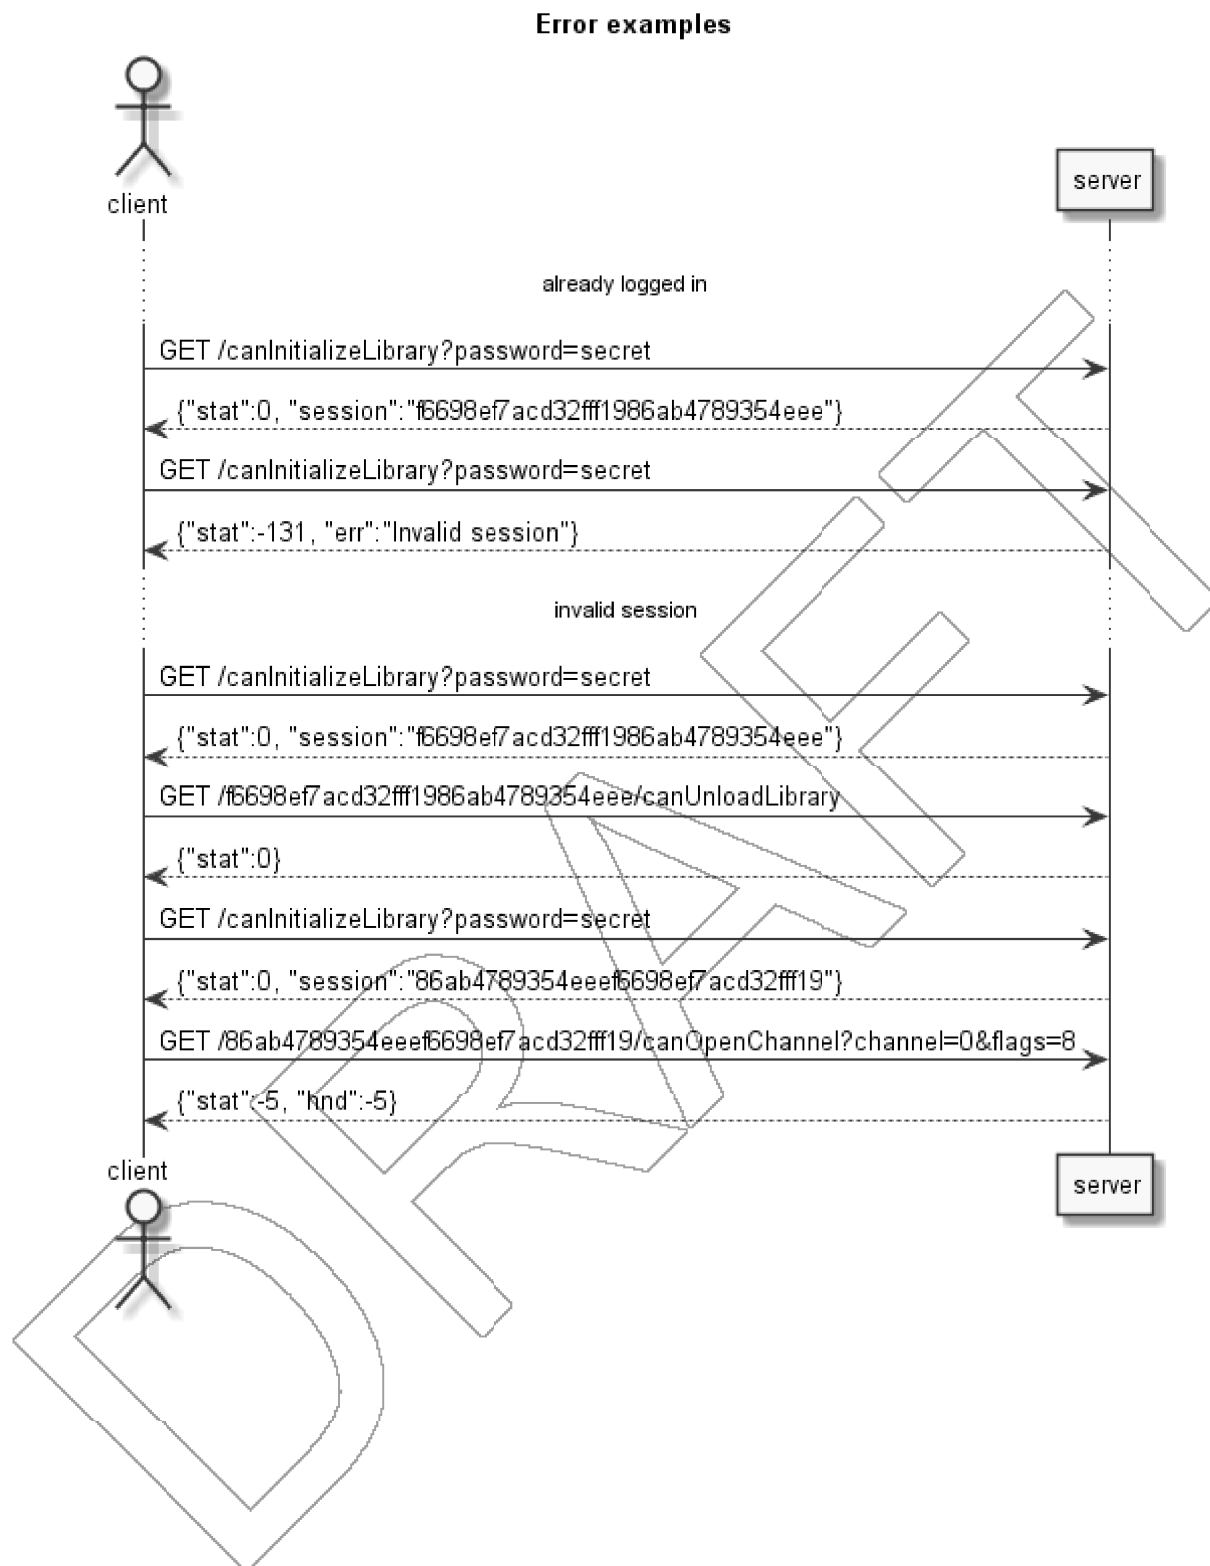 Error examples
client
server
already logged in
GET /canInitializeLibrary?password=secret
{"stat":0, "session":"f6698ef7acd32fff1986ab4789354eee"}
GET /canInitializeLibrary?password=secret
{"stat":-131, "err":"Invalid session"}
invalid session
GET /canInitializeLibrary?password=secret
{"stat":0, "session":"f6698ef7acd32fff1986ab4789354eee"}
GET /f6698ef7acd32fff1986ab4789354eee/canUnloadLibrary
{"stat":0}
GET /canInitializeLibrary?password=secret
{"stat":0, "session":"86ab4789354eeef6698ef7acd32fff19"}
GET /86ab4789354eeef6698ef7acd32fff19/canOpenChannel?channel=0&flags=8
{"stat":-5, "hnd":-5}
client
server
DRAFT